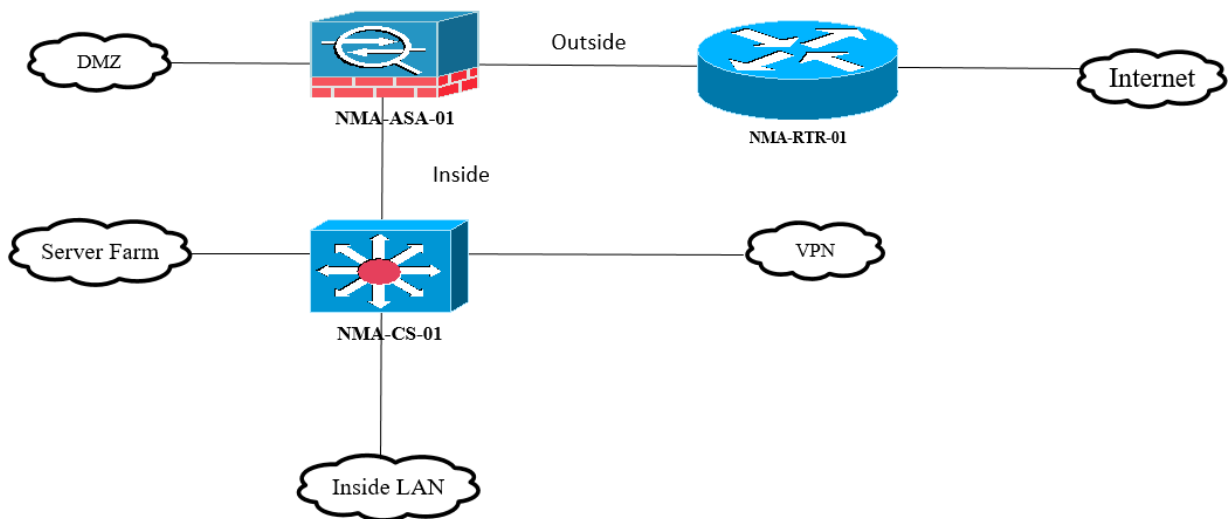 DMZ
Outside
Internet
NMA-ASA-01
NMA-RTR-01
Inside
Server Farm
VPN
NMA-CS-01
Inside LAN